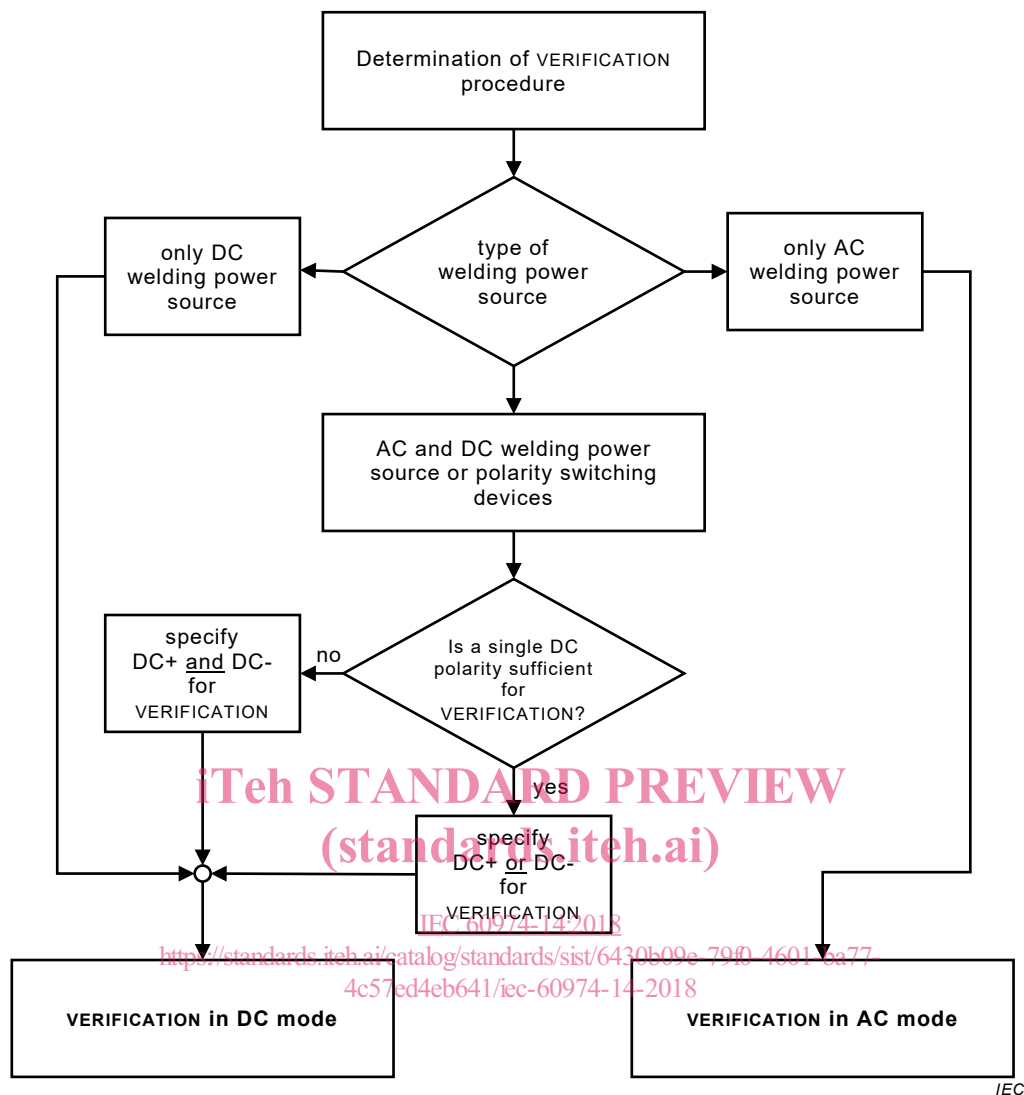 Determination of VERIFICATION
procedure
only DC
welding power
source
type of
welding power
source
only AC
welding power
source
AC and DC welding power
source or polarity switching
devices
specify
DC+ and DC-
for
VERIFICATION
no
Is a single DC
polarity sufficient
for
VERIFICATION?
yes
iTeh STANDARD PREVIEW
(standards.iteh.ai)
specify
DC+ or DC-
for
VERIFICATION
IEC 60974-14:2018
https://standards.iteh.ai/catalog/standards/sist/6430b09e-79f0-4601-ba77-
4c57ed4eb641/iec-60974-14-2018
VERIFICATION in DC mode
VERIFICATION in AC mode
IEC